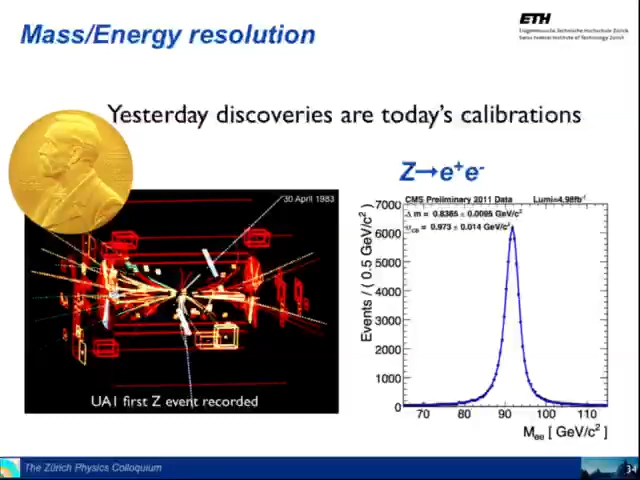 Mass/Energy resolution
ETH
Eidgenössische Technische Hochschule Zürich
Swiss Federal Institute of Technology Zurich
Yesterday discoveries are today's calibrations
Z→e⁺e⁻
30 April 1983
UA1 first Z event recorded
CMS Preliminary 2011 Data Lumi=4.98fb⁻¹
Δ m = 0.8365 ± 0.0095 GeV/c²
σCB = 0.973 ± 0.014 GeV/c²
Events / ( 0.5 GeV/c² )
7000
6000
5000
4000
3000
2000
1000
0
70 80 90 100 110
Mee [ GeV/c² ]
The Zürich Physics Colloquium
34